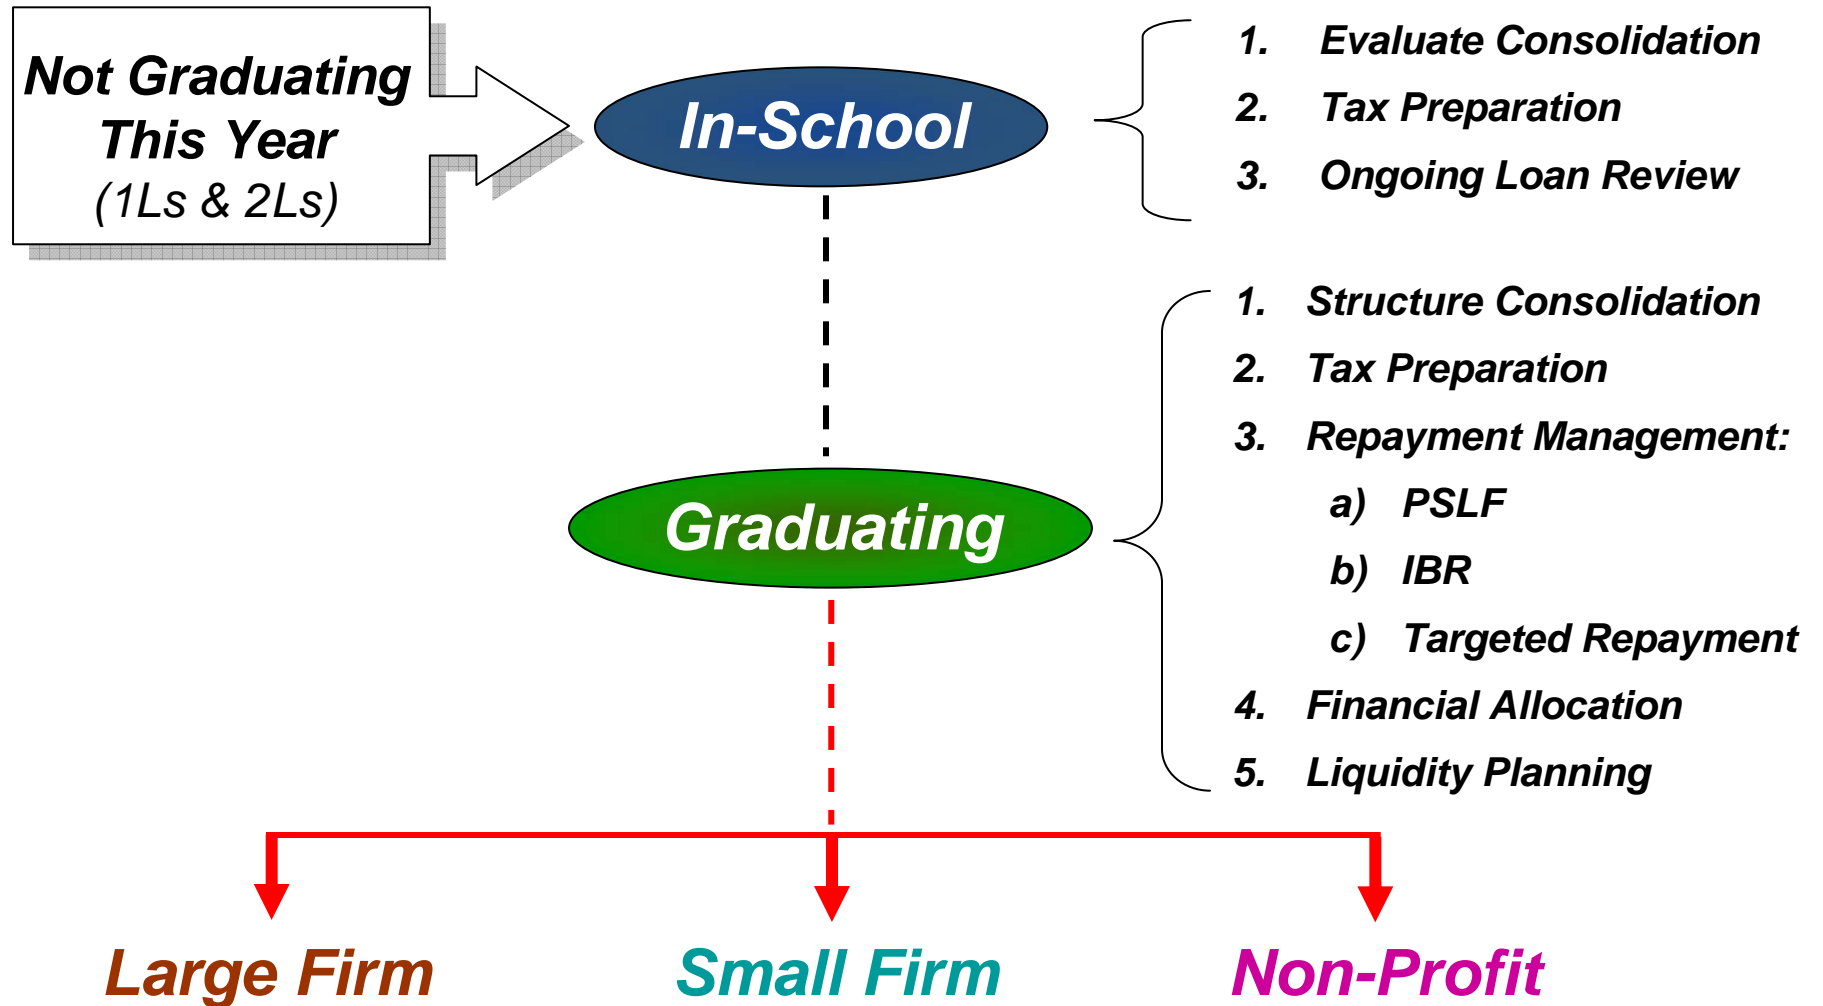 Not Graduating
This Year
(1Ls & 2Ls)
In-School
1. Evaluate Consolidation
2. Tax Preparation
3. Ongoing Loan Review
Graduating
1. Structure Consolidation
2. Tax Preparation
3. Repayment Management:
a) PSLF
b) IBR
c) Targeted Repayment
4. Financial Allocation
5. Liquidity Planning
Large Firm
Small Firm
Non-Profit